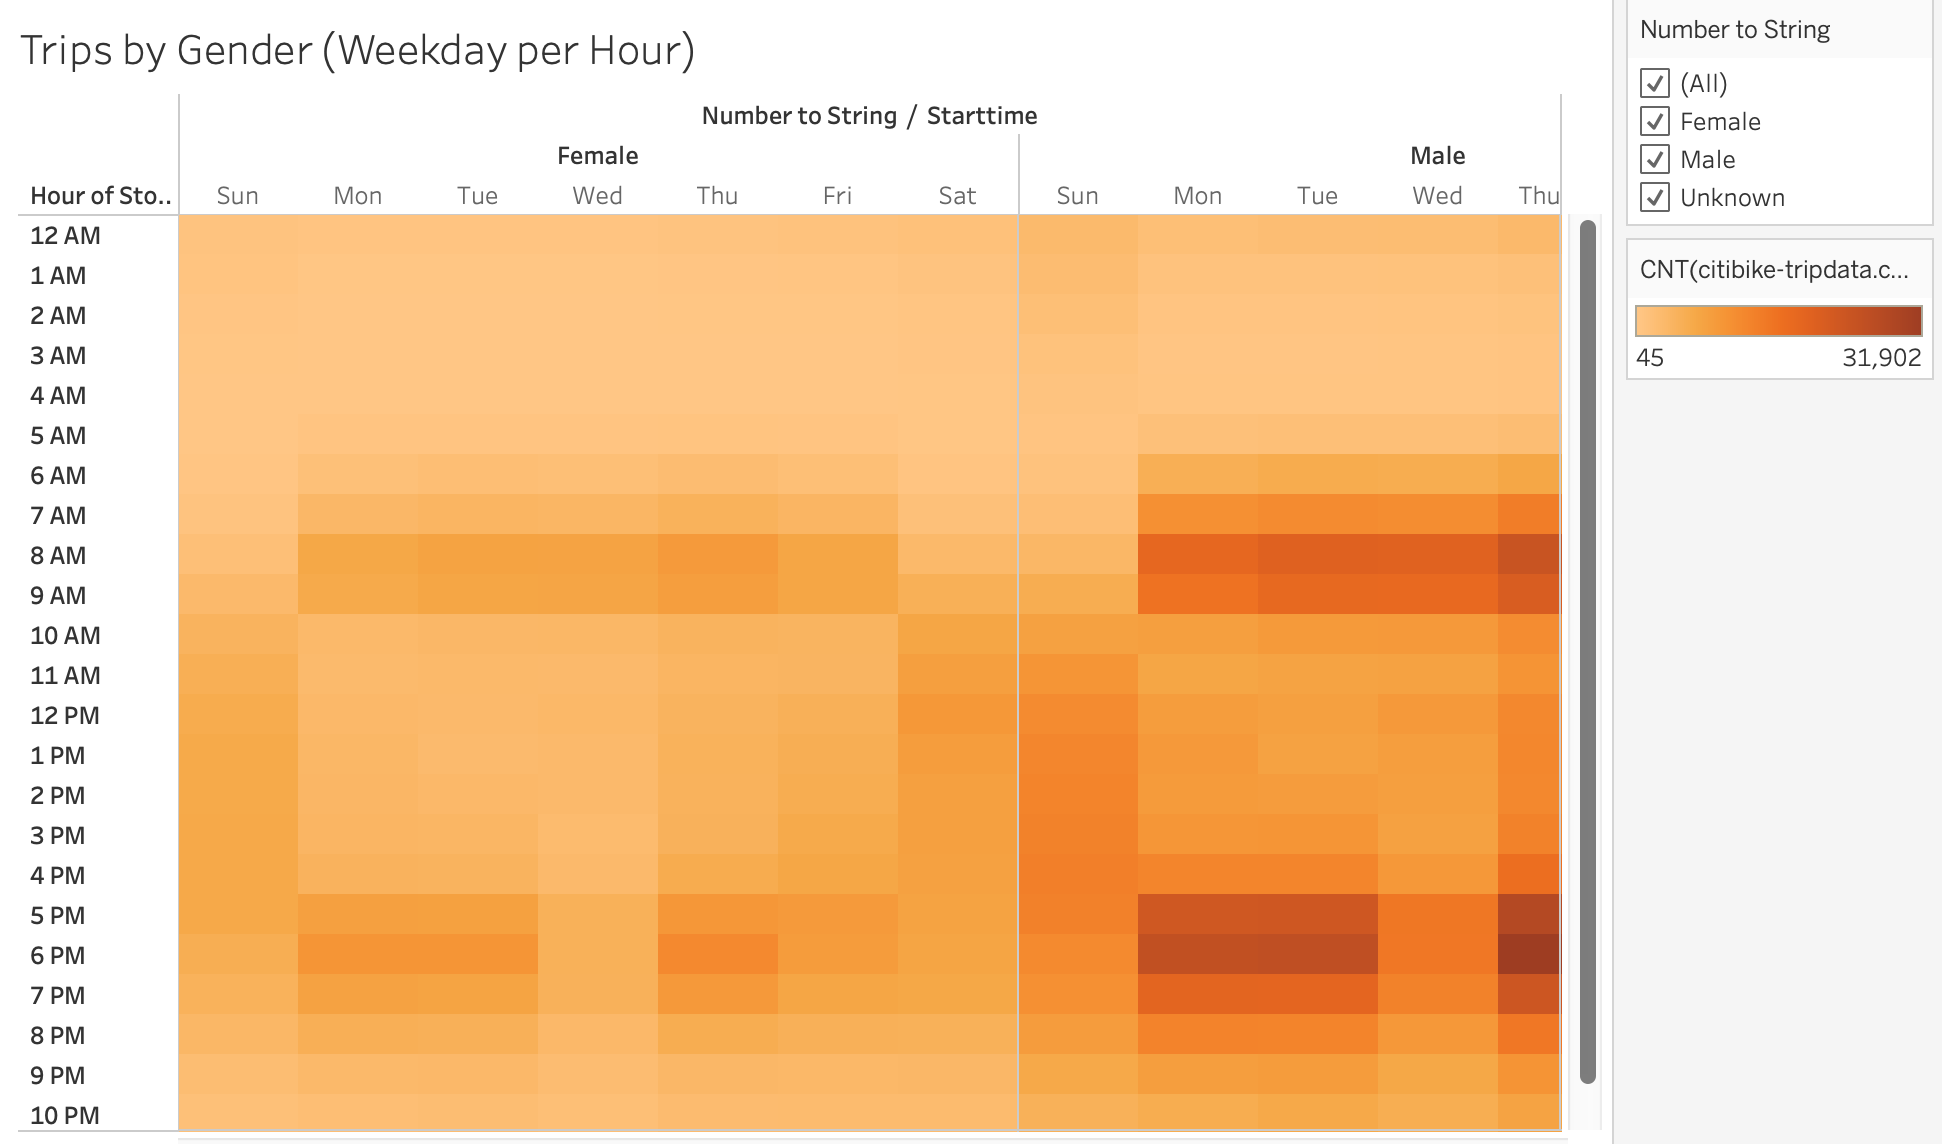 Trips by Gender (Weekday per Hour)
Number to String / Starttime
Female Male
Hour of Sto.. Sun Mon Tue Wed Thu Fri Sat Sun Mon Tue Wed Thu
12 AM
1 AM
2 AM
3 AM
4 AM
5 AM
6 AM
7 AM
8 AM
9 AM
10 AM
11 AM
12 PM
1 PM
2 PM
3 PM
4 PM
5 PM
6 PM
7 PM
8 PM
9 PM
10 PM
Number to String
(All)
Female
Male
Unknown
CNT(citibike-tripdata.c...
45 31,902